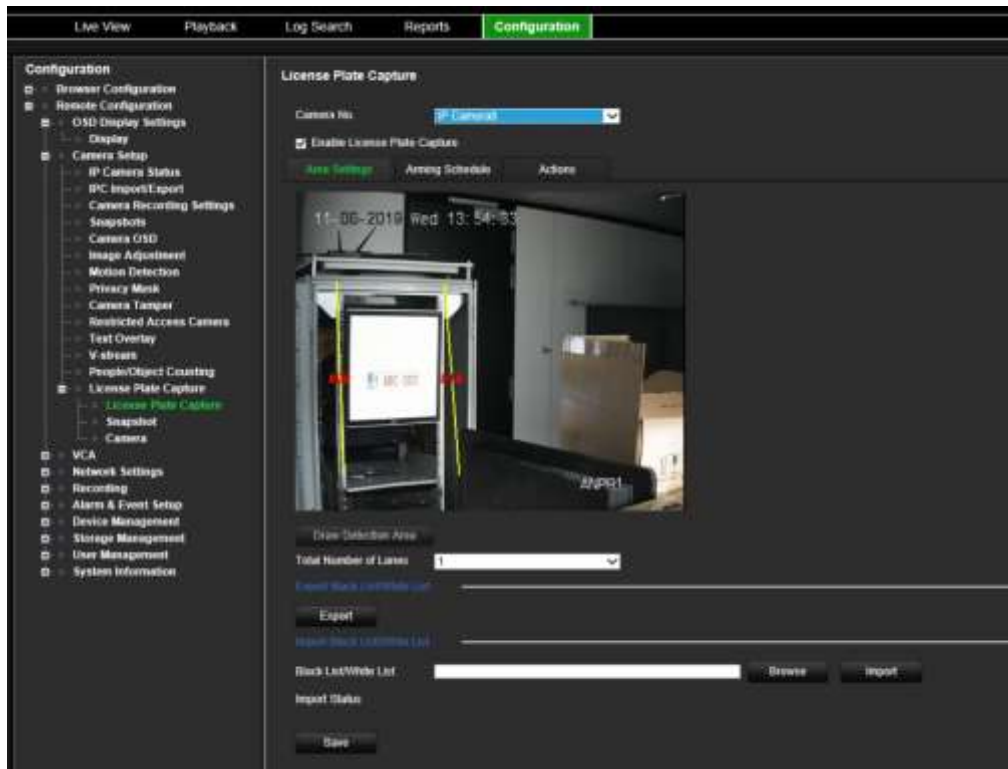 Live View Playback Log Search Reports Configuration
Configuration
Browser Configuration
Remote Configuration
OSD Display Settings
Display
Camera Setup
IP Camera Status
IPC Import/Export
Camera Recording Settings
Snapshots
Camera OSD
Image Adjustment
Motion Detection
Privacy Mask
Camera Tamper
Restricted Access Camera
Text Overlay
V-stream
People/Object Counting
License Plate Capture
License Plate Capture
Snapshot
Camera
VCA
Network Settings
Recording
Alarm & Event Setup
Device Management
Storage Management
User Management
System Information
License Plate Capture
Camera No.
Enable License Plate Capture
Area Settings Arming Schedule Actions
11-06-2019 Wed 13:54:33
ANPR1
Draw Detection Area
Total Number of Lanes 1
Export Black List/White List
Export
Import Black List/White List
Black List/White List Browse Import
Import Status
Save